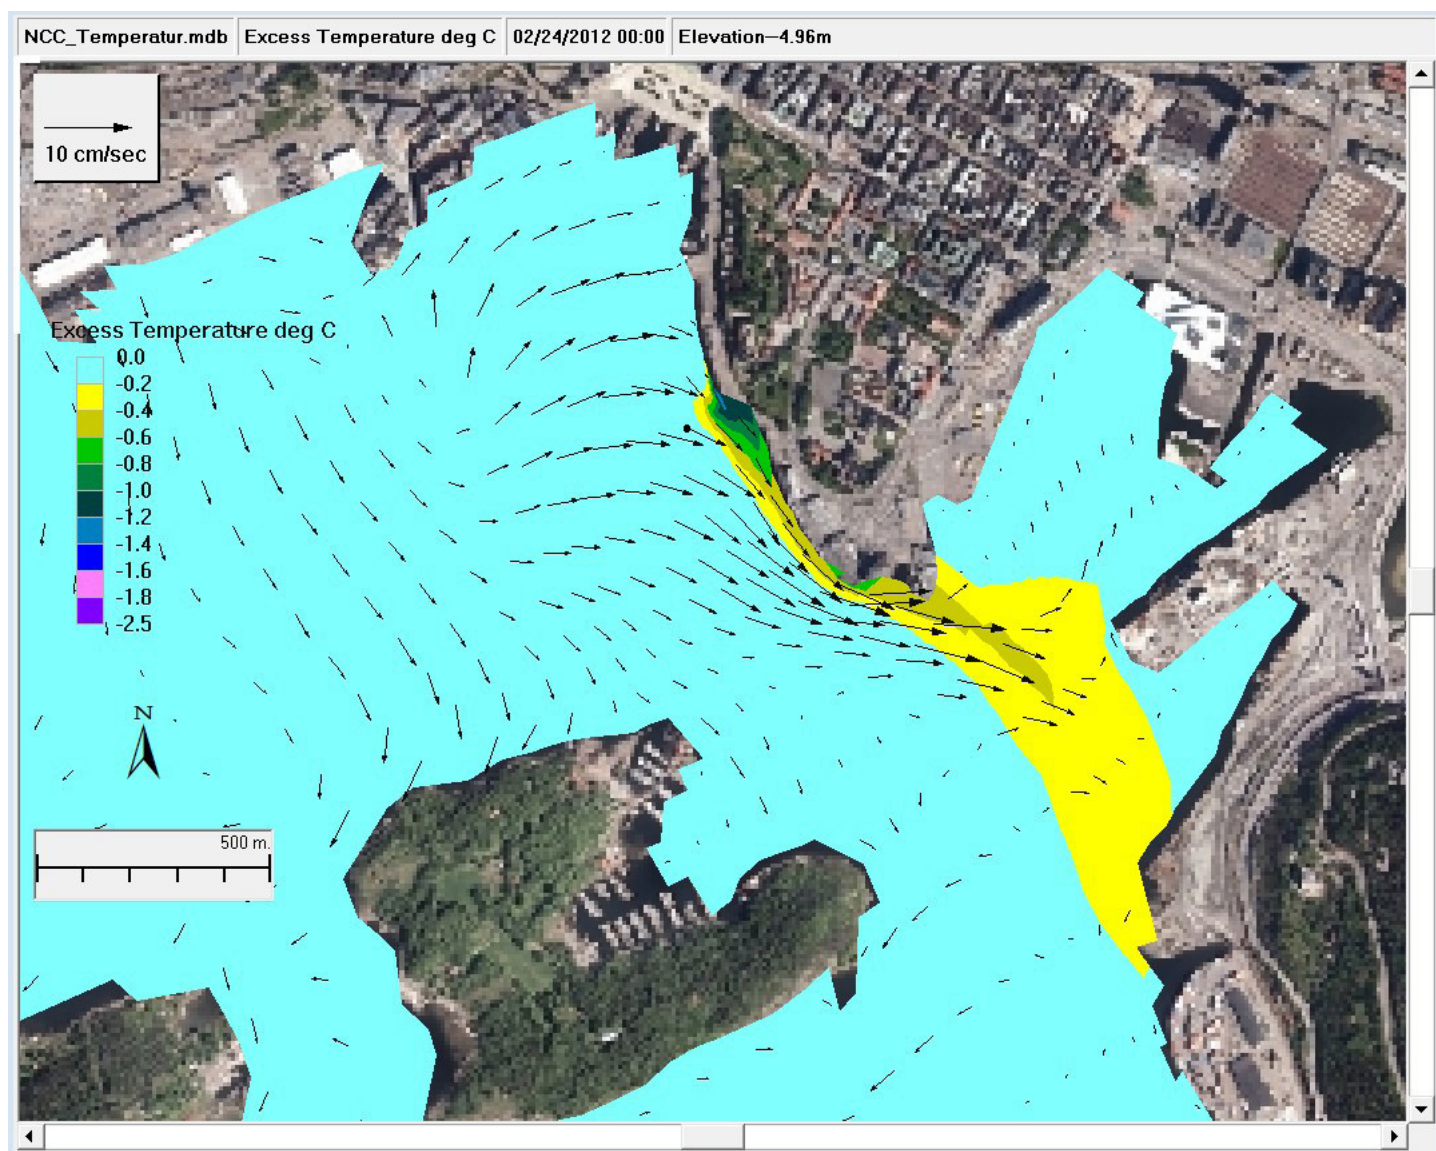 NCC_Temperatur.mdb Excess Temperature deg C 02/24/2012 00:00 Elevation-4.96m
10 cm/sec
Excess Temperature deg C
0.0
-0.2
-0.4
-0.6
-0.8
-1.0
-1.2
-1.4
-1.6
-1.8
-2.5
N
500 m.